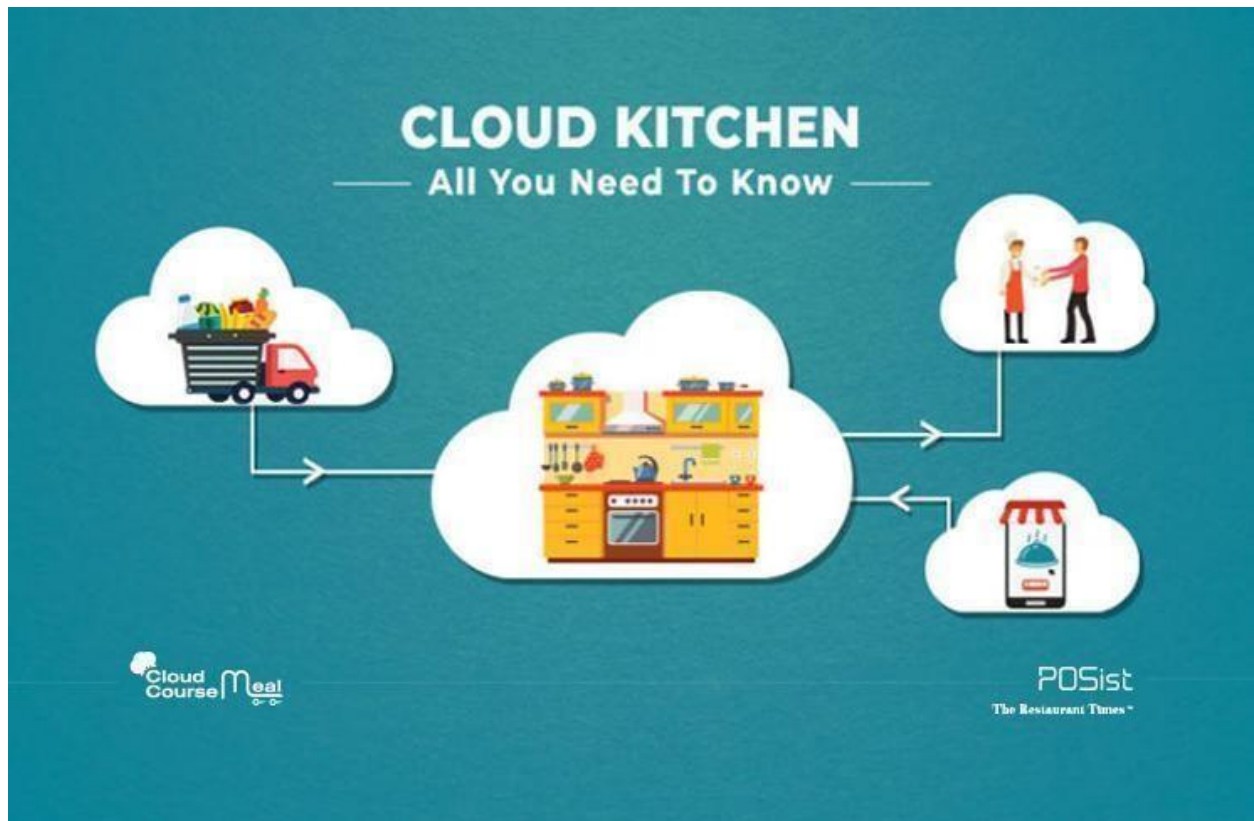 CLOUD KITCHEN
All You Need To Know
Cloud
Course Meal
POSist
The Restaurant Times